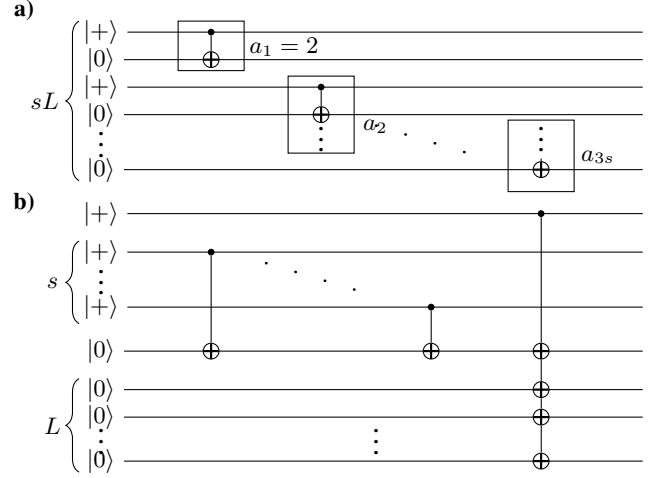 a)
|+⟩
|0⟩
a₁ = 2
|+⟩
sL
|0⟩
a₂
|0⟩
a₃ₛ
b)
|+⟩
|+⟩
s
|+⟩
|0⟩
|0⟩
L
|0⟩
|0⟩